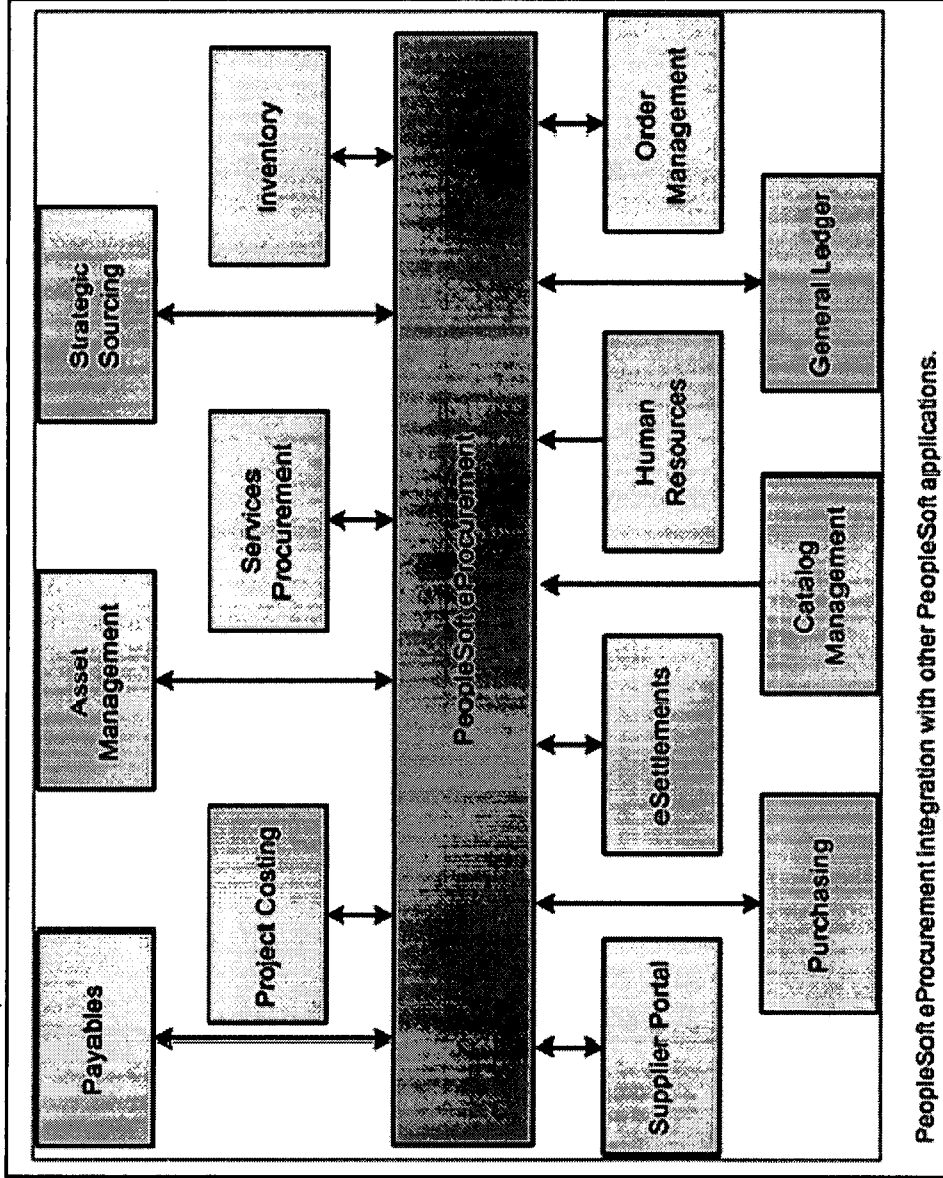 Payables
Asset
Management
Strategic
Sourcing
Project Costing
Services
Procurement
Inventory
PeopleSoft eProcurement
Supplier Portal
eSettlements
Human
Resources
Order
Management
Purchasing
Catalog
Management
General Ledger
PeopleSoft eProcurement integration with other PeopleSoft applications.